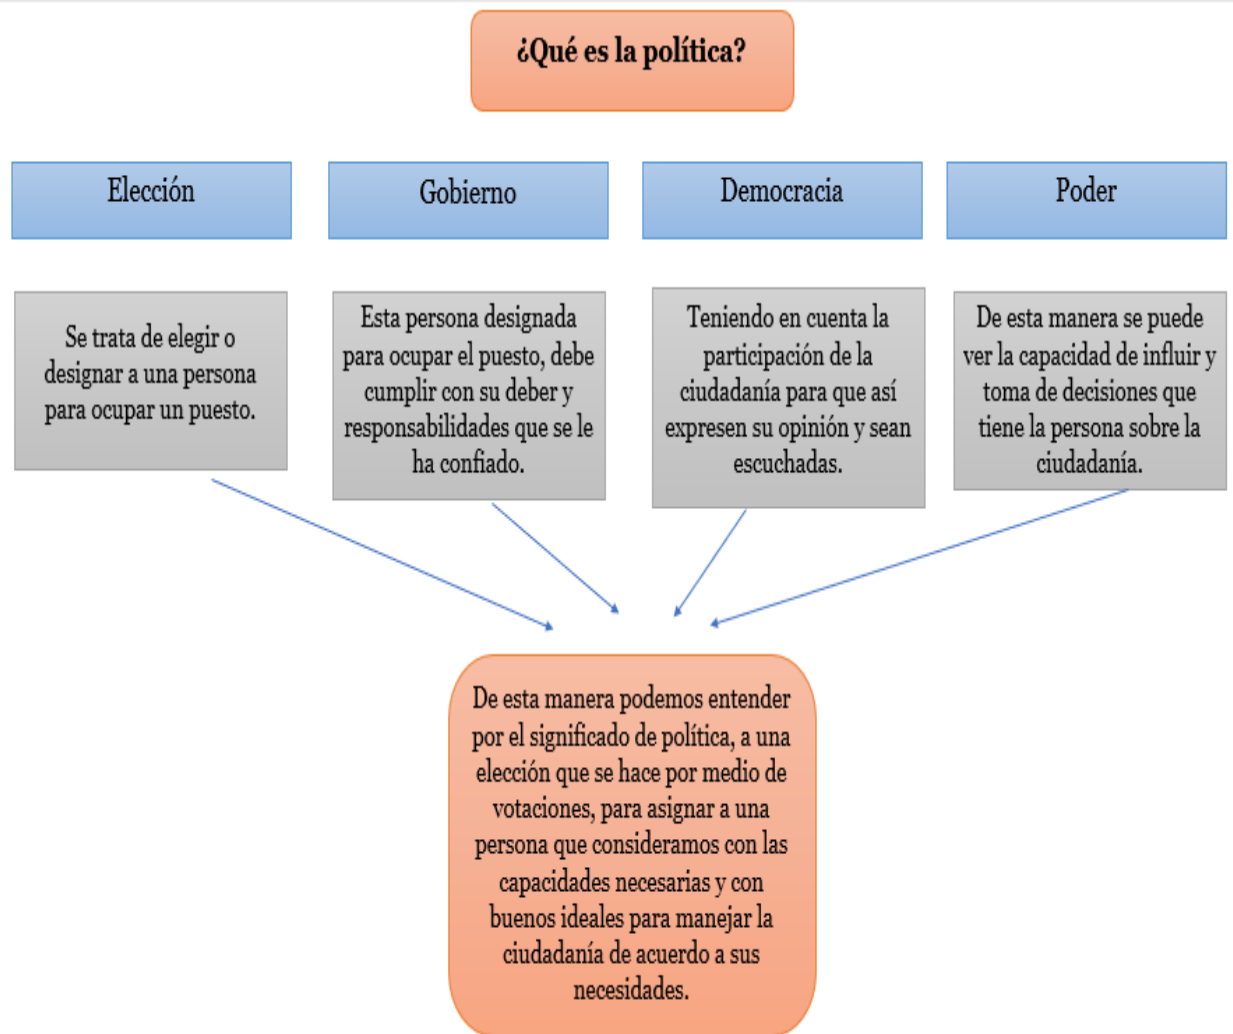 ¿Qué es la política?
Elección
Gobierno
Democracia
Poder
Se trata de elegir o
designar a una persona
para ocupar un puesto.
Esta persona designada
para ocupar el puesto, debe
cumplir con su deber y
responsabilidades que se le
ha confiado.
Teniendo en cuenta la
participación de la
ciudadanía para que así
expresen su opinión y sean
escuchadas.
De esta manera se puede
ver la capacidad de influir y
toma de decisiones que
tiene la persona sobre la
ciudadanía.
De esta manera podemos entender
por el significado de política, a una
elección que se hace por medio de
votaciones, para asignar a una
persona que consideramos con las
capacidades necesarias y con
buenos ideales para manejar la
ciudadanía de acuerdo a sus
necesidades.